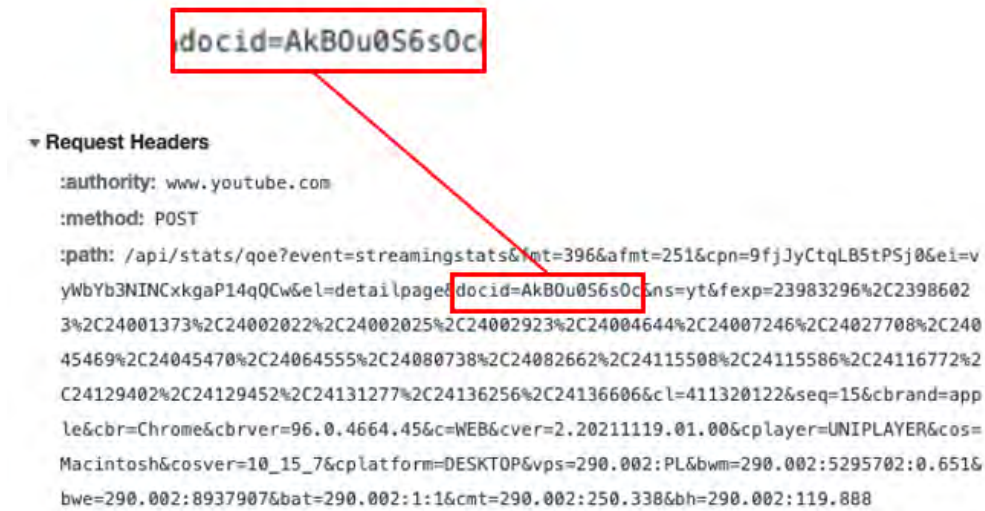 docid=AkBOu0S6sOc
Request Headers
:authority: www.youtube.com
:method: POST
:path: /api/stats/qoe?event=streamingstats&fmt=396&afmt=251&cpn=9fjJyCtqLB5tPSj0&ei=v
yWbYb3NINCxkgaP14qQCw&el=detailpage&docid=AkBOu0S6sOc&ns=yt&fexp=23983296%2C2398602
3%2C24001373%2C24002022%2C24002025%2C24002923%2C24004644%2C24007246%2C24027708%2C240
45469%2C24045470%2C24064555%2C24080738%2C24082662%2C24115508%2C24115586%2C24116772%2
C24129402%2C24129452%2C24131277%2C24136256%2C24136606&cl=411320122&seq=15&cbrand=app
le&cbr=Chrome&cbrver=96.0.4664.45&c=WEB&cver=2.20211119.01.00&cplayer=UNIPLAYER&cos=
Macintosh&cosver=10_15_7&cplatform=DESKTOP&vps=290.002:PL&bwm=290.002:5295702:0.651&
bwe=290.002:8937907&bat=290.002:1:1&cmt=290.002:250.338&bh=290.002:119.888